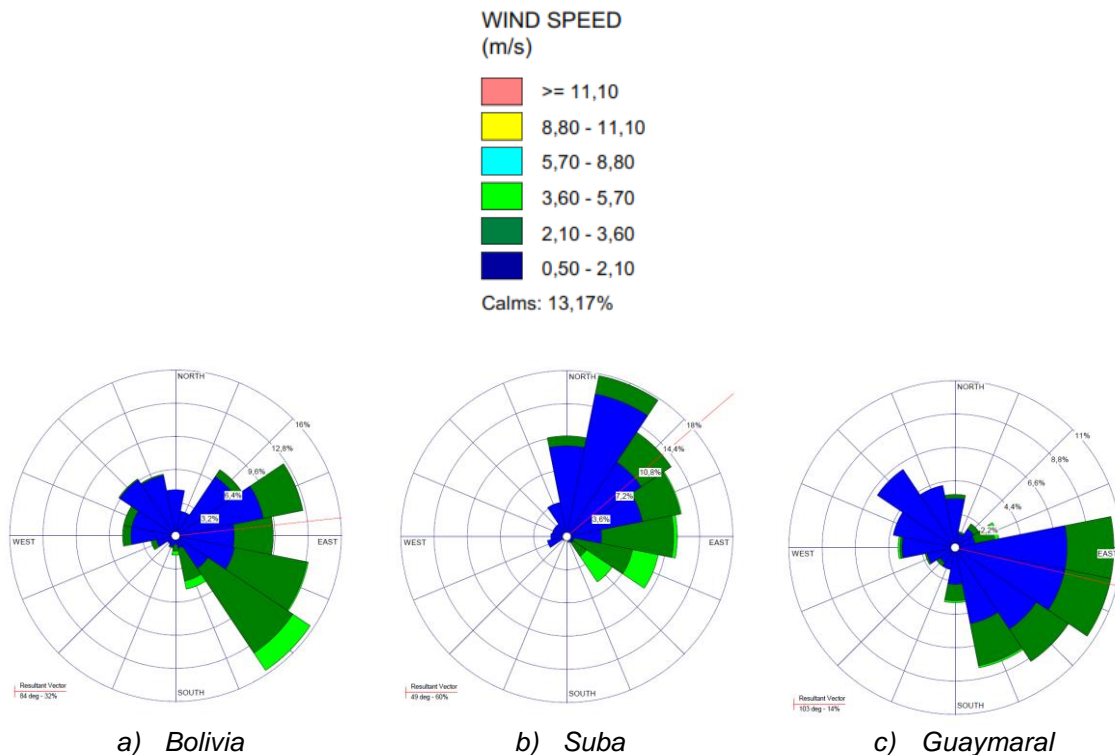 WIND SPEED
(m/s)
>= 11,10
8,80 - 11,10
5,70 - 8,80
3,60 - 5,70
2,10 - 3,60
0,50 - 2,10
Calms: 13,17%
NORTH
16%
12,8%
9,6%
6,4%
3,2%
WEST
EAST
SOUTH
Resultant Vector
84 deg - 32%
NORTH
18%
14,4%
10,8%
7,2%
3,6%
WEST
EAST
SOUTH
Resultant Vector
49 deg - 60%
NORTH
11%
8,8%
6,6%
4,4%
2,2%
WEST
EAST
SOUTH
Resultant Vector
103 deg - 14%
a) Bolivia
b) Suba
c) Guaymaral